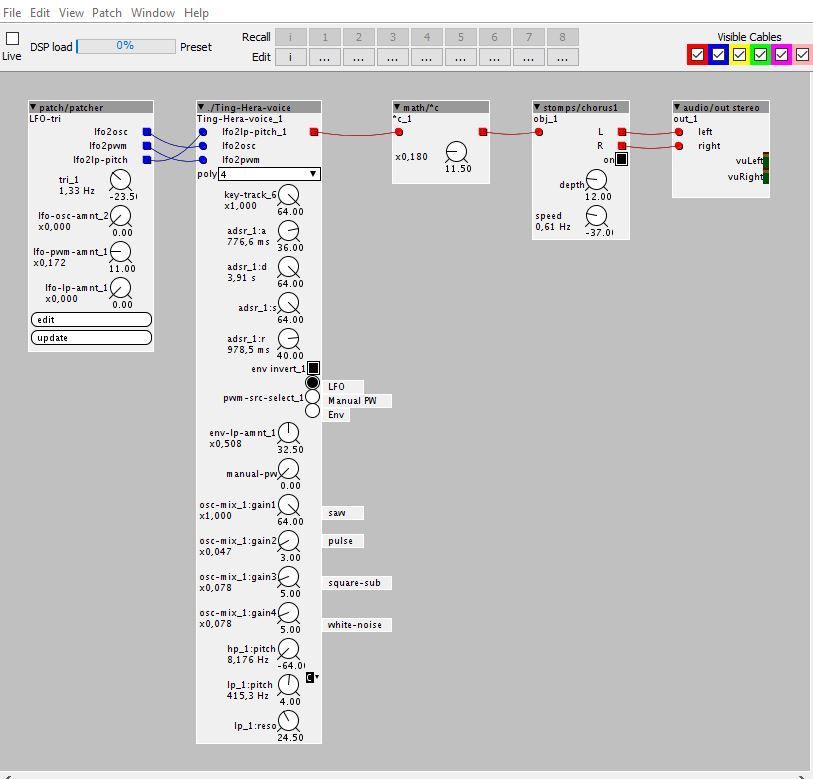 File Edit View Patch Window Help
Live
DSP load 0% Preset
Recall i 1 2 3 4 5 6 7 8
Edit i ... ... ... ... ... ... ... ...
Visible Cables
patch/patcher
LFO-tri
lfo2osc
lfo2pwm
lfo2lp-pitch
tri_1
1,33 Hz
-23.5
lfo-osc-amnt_2
x0,000
0.00
lfo-pwm-amnt_1
x0,172
11.00
lfo-lp-amnt_1
x0,000
0.00
edit
update
./Ting-Hera-voice
Ting-Hera-voice_1
lfo2lp-pitch_1
lfo2osc
lfo2pwm
poly 4
key-track_6
x1,000
64.00
adsr_1:a
776,6 ms
36.00
adsr_1:d
3,91 s
64.00
adsr_1:s
64.00
adsr_1:r
978,5 ms
40.00
env invert_1
pwm-src-select_1
LFO
Manual PW
Env
env-lp-amnt_1
x0,508
32.50
manual-pw
0.00
osc-mix_1:gain1
x1,000
64.00
saw
osc-mix_1:gain2
x0,047
3.00
pulse
osc-mix_1:gain3
x0,078
5.00
square-sub
osc-mix_1:gain4
x0,078
5.00
white-noise
hp_1:pitch
8,176 Hz
-64.0
lp_1:pitch
415,3 Hz
C
4.00
lp_1:reso
24.50
math/*c
*c_1
x0,180
11.50
stomps/chorus1
obj_1
L
R
on
depth
12.00
speed
0,61 Hz
-37.0
audio/out stereo
out_1
left
right
vuLeft
vuRight